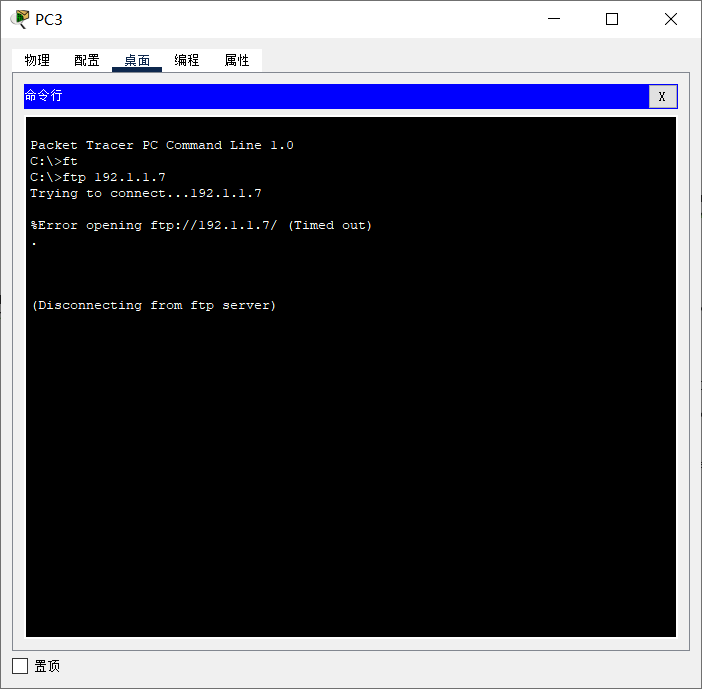 PC3
物理 配置 桌面 编程 属性
命令行 X
Packet Tracer PC Command Line 1.0
C:\>ft
C:\>ftp 192.1.1.7
Trying to connect...192.1.1.7
%Error opening ftp://192.1.1.7/ (Timed out)
.
(Disconnecting from ftp server)
置顶